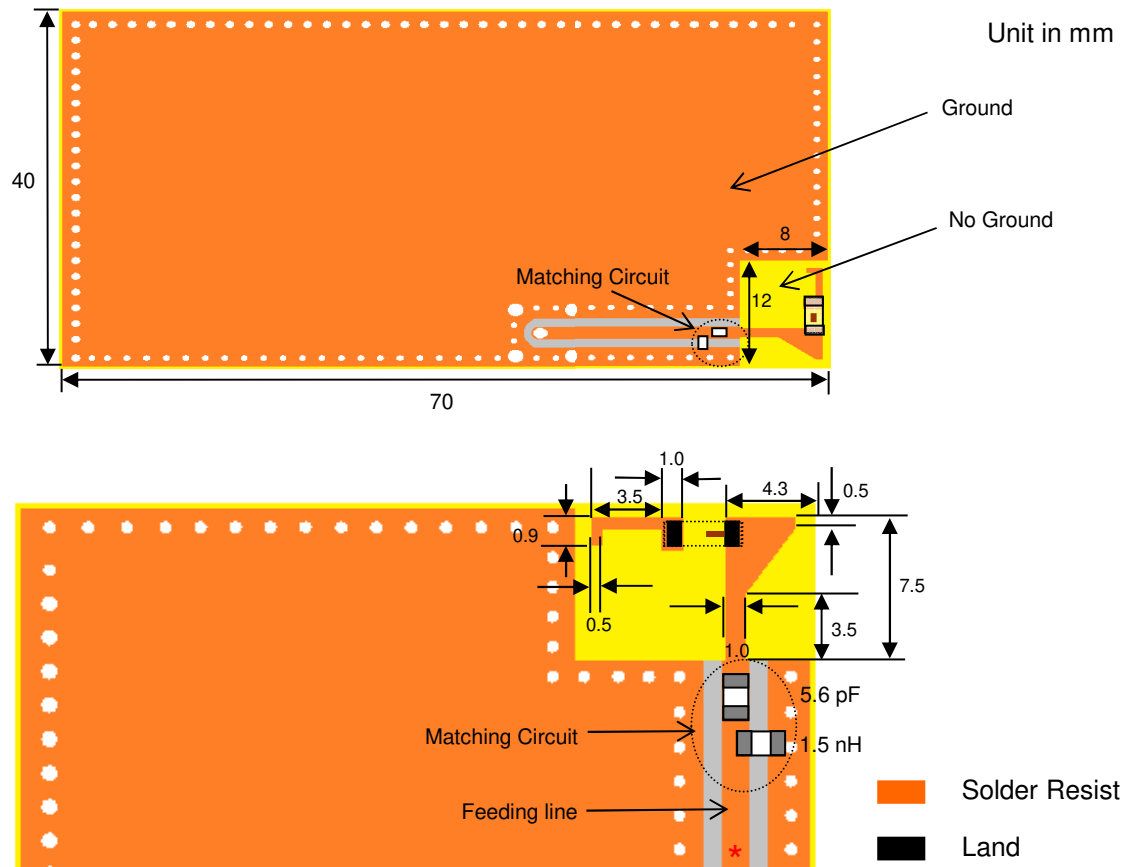 Unit in mm
Ground
40
No Ground
8
Matching Circuit
12
70
1.0
3.5
4.3
0.5
0.9
7.5
0.5
3.5
1.0
5.6 pF
Matching Circuit
1.5 nH
Solder Resist
Feeding line
Land
*